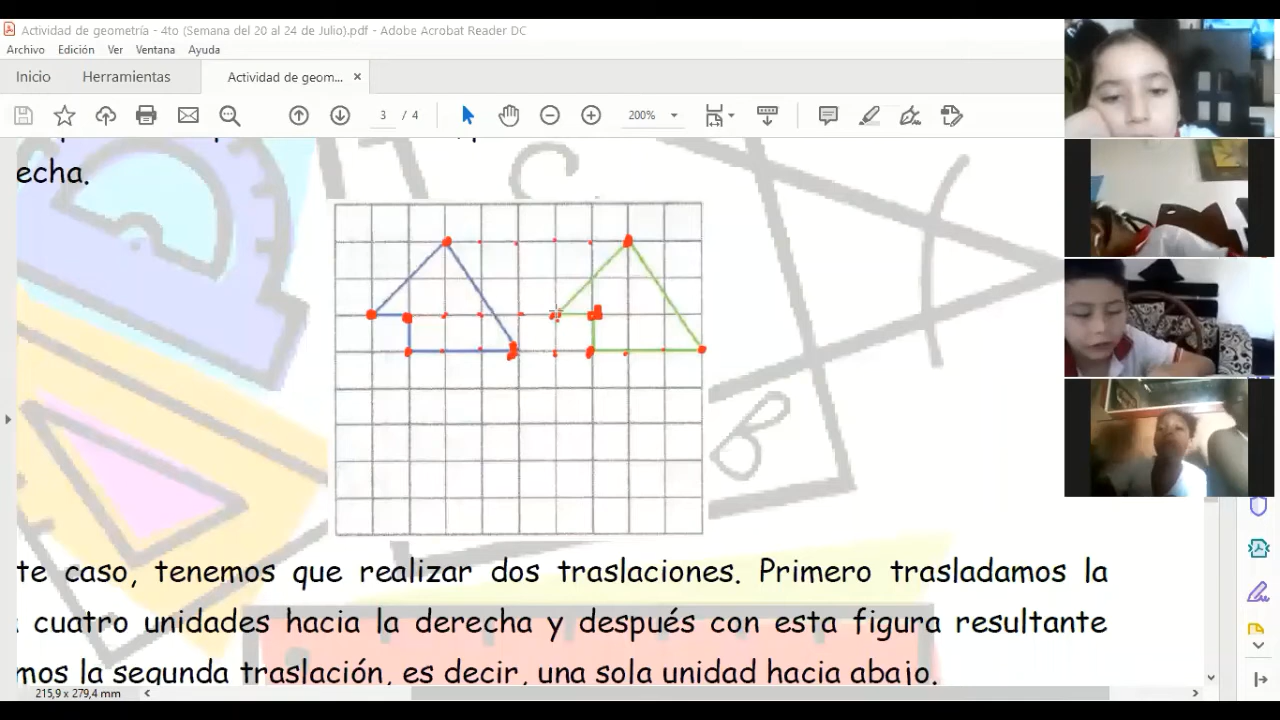 Actividad de geometría - 4to (Semana del 20 al 24 de Julio).pdf - Adobe Acrobat Reader DC
Archivo Edición Ver Ventana Ayuda
Inicio Herramientas Actividad de geom... ×
3 / 4 200%
echa.
B
te caso, tenemos que realizar dos traslaciones. Primero trasladamos la
cuatro unidades hacia la derecha y después con esta figura resultante
mos la segunda traslación, es decir, una sola unidad hacia abajo.
215,9 x 279,4 mm